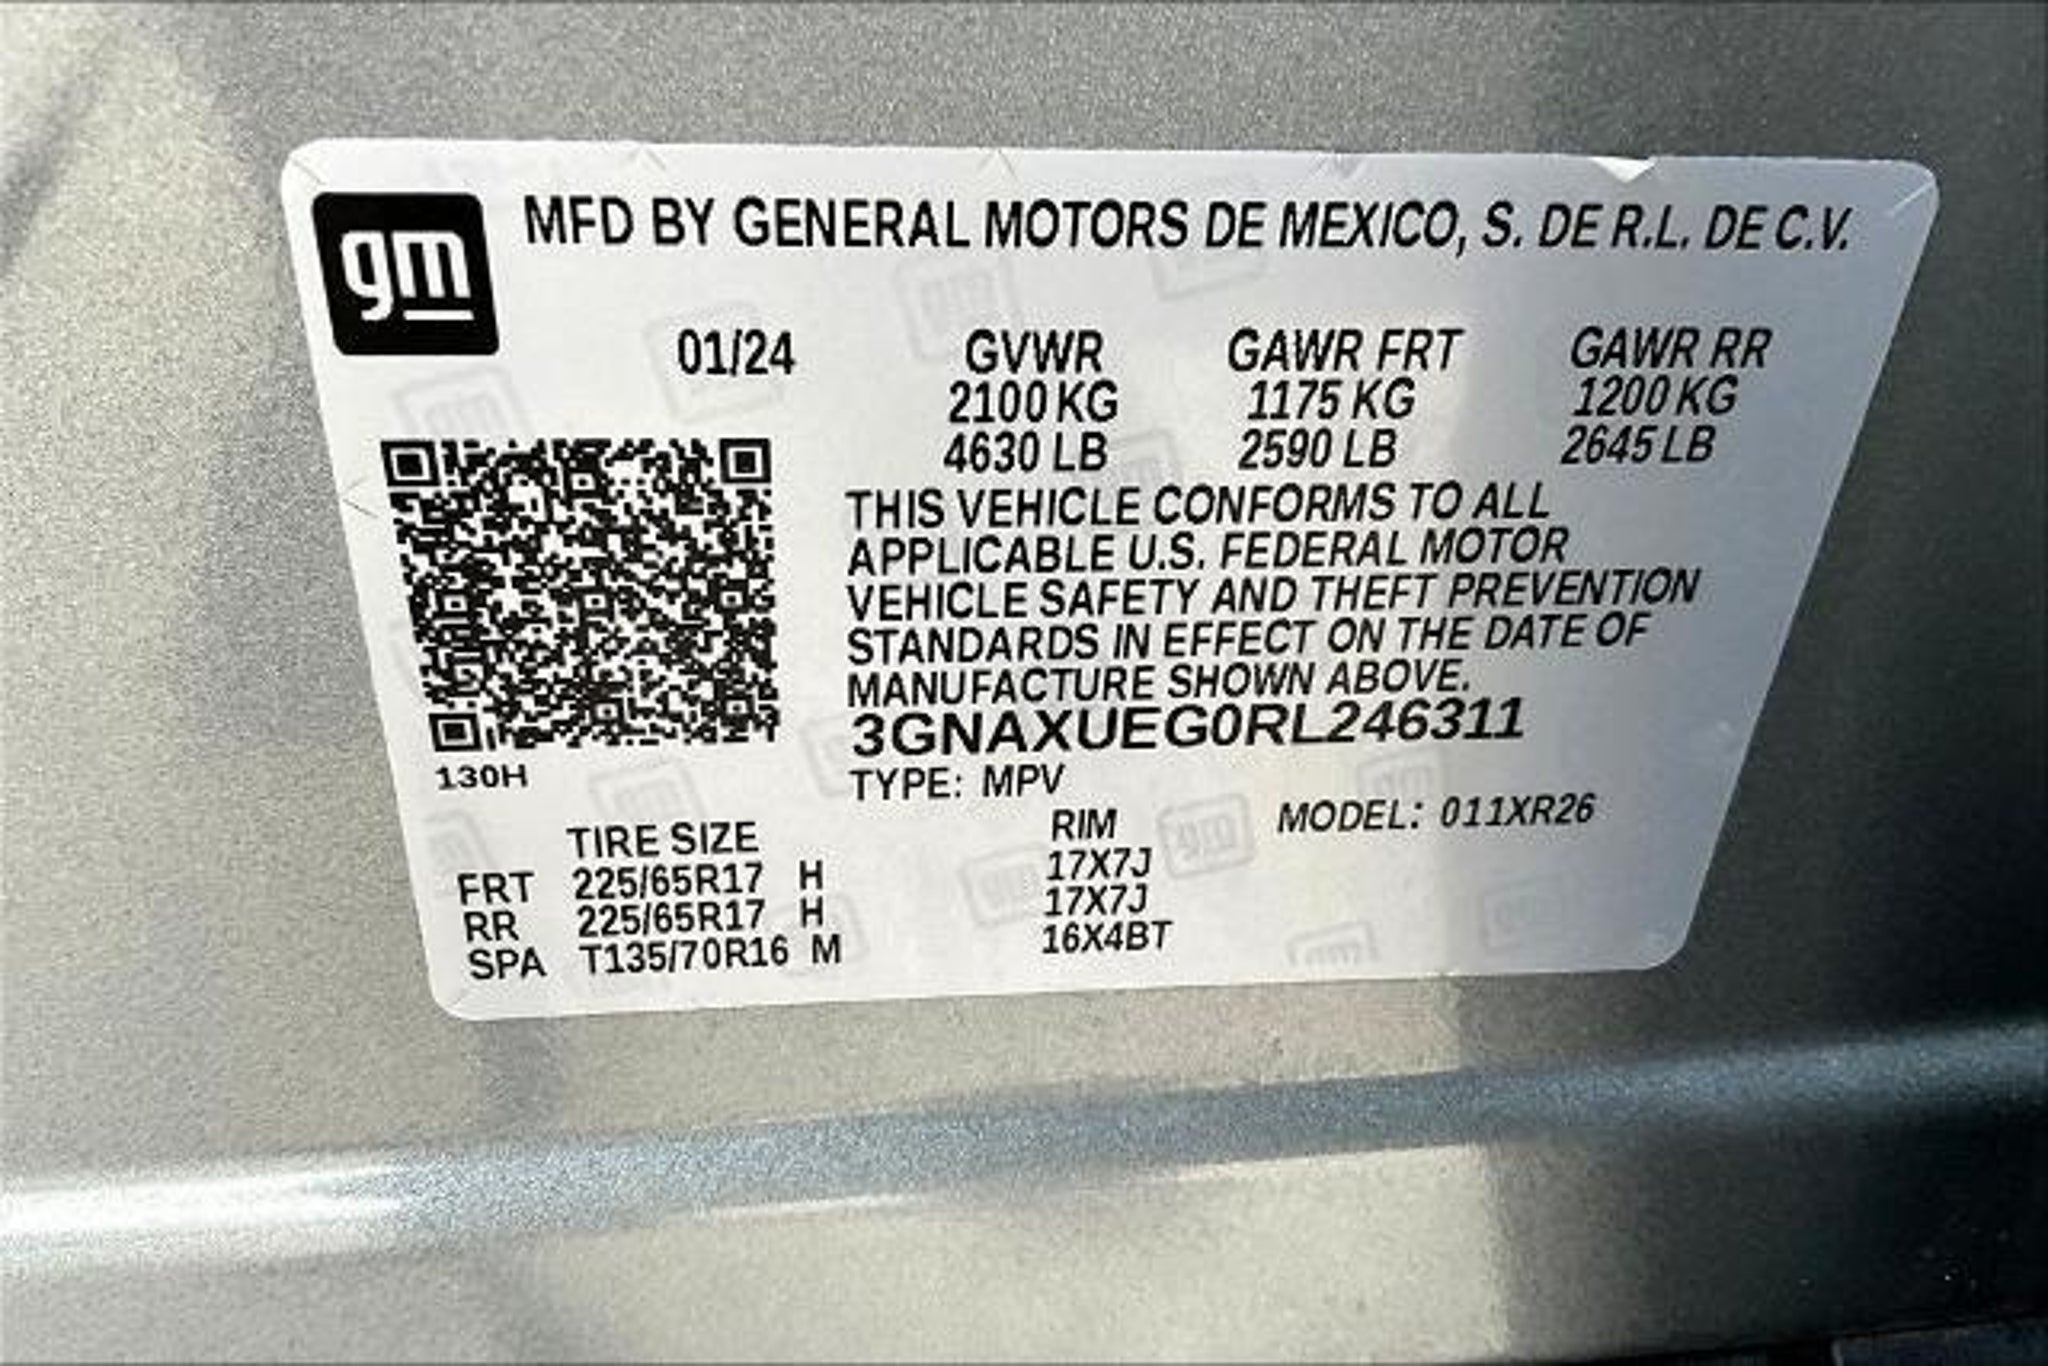 gm
MFD BY GENERAL MOTORS DE MEXICO, S. DE R.L. DE C.V.
01/24 GVWR GAWR FRT GAWR RR
2100 KG 1175 KG 1200 KG
4630 LB 2590 LB 2645 LB
THIS VEHICLE CONFORMS TO ALL
APPLICABLE U.S. FEDERAL MOTOR
VEHICLE SAFETY AND THEFT PREVENTION
STANDARDS IN EFFECT ON THE DATE OF
MANUFACTURE SHOWN ABOVE.
3GNAXUEG0RL246311
130H
TYPE: MPV MODEL: 011XR26
TIRE SIZE RIM
FRT 225/65R17 H 17X7J
RR 225/65R17 H 17X7J
SPA T135/70R16 M 16X4BT